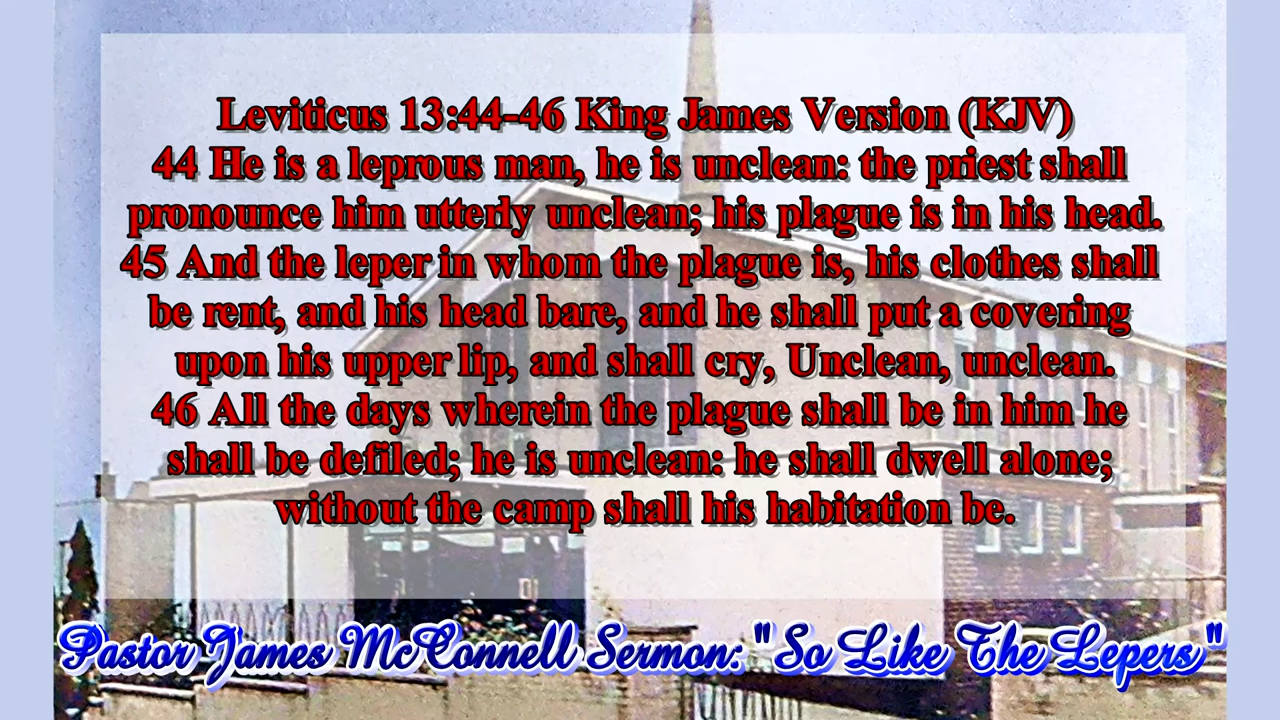 Leviticus 13:44-46 King James Version (KJV)
44 He is a leprous man, he is unclean: the priest shall
pronounce him utterly unclean; his plague is in his head.
45 And the leper in whom the plague is, his clothes shall
be rent, and his head bare, and he shall put a covering
upon his upper lip, and shall cry, Unclean, unclean.
46 All the days wherein the plague shall be in him he
shall be defiled; he is unclean: he shall dwell alone;
without the camp shall his habitation be.
Pastor James McConnell Sermon: "So Like The Lepers"